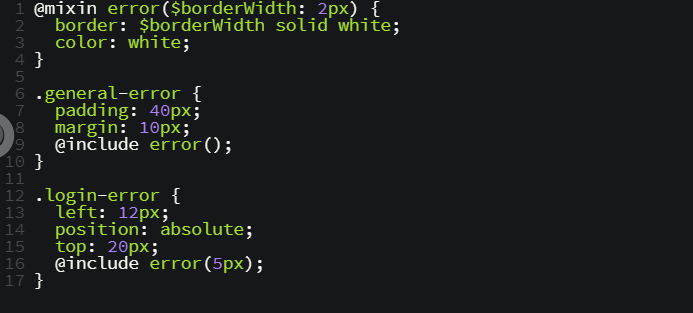 1 @mixin error($borderWidth: 2px) {
2   border: $borderWidth solid white;
3   color: white;
4 }
5
6 .general-error {
7   padding: 40px;
8   margin: 10px;
9   @include error();
10 }
11
12 .login-error {
13   left: 12px;
14   position: absolute;
15   top: 20px;
16   @include error(5px);
17 }